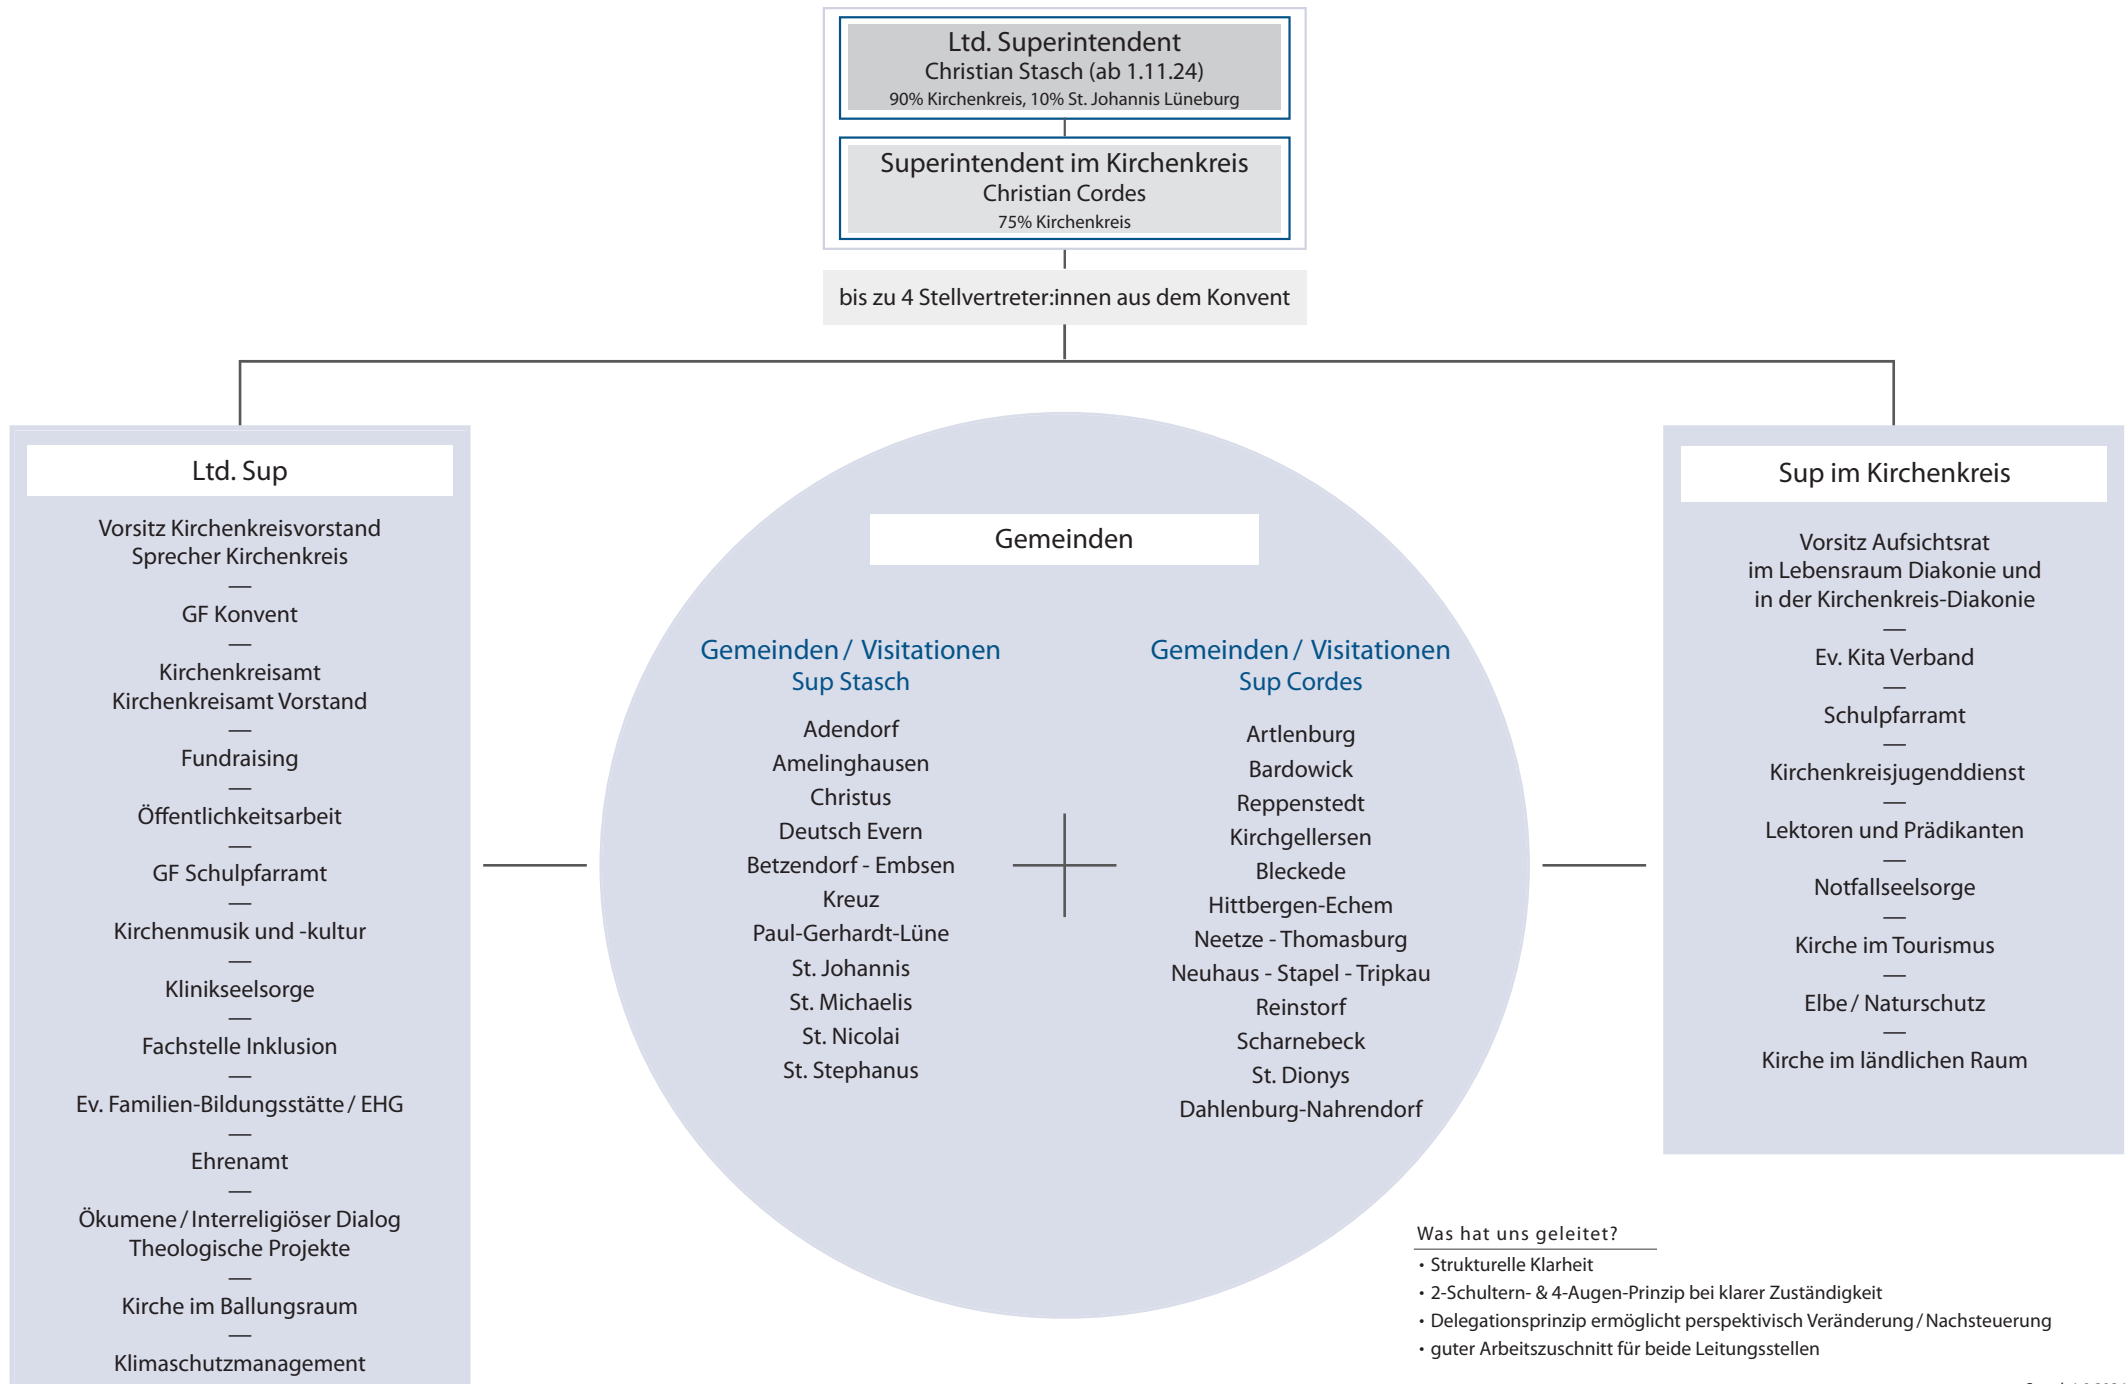 Ltd. Superintendent
Christian Stasch (ab 1.11.24)
90% Kirchenkreis, 10% St. Johannis Lüneburg
Superintendent im Kirchenkreis
Christian Cordes
75% Kirchenkreis
bis zu 4 Stellvertreter:innen aus dem Konvent
Ltd. Sup
Vorsitz Kirchenkreisvorstand
Sprecher Kirchenkreis
—
GF Konvent
—
Kirchenkreisamt
Kirchenkreisamt Vorstand
—
Fundraising
—
Öffentlichkeitsarbeit
—
GF Schulpfarramt
—
Kirchenmusik und -kultur
—
Klinikseelsorge
—
Fachstelle Inklusion
—
Ev. Familien-Bildungsstätte / EHG
—
Ehrenamt
—
Ökumene / Interreligiöser Dialog
Theologische Projekte
—
Kirche im Ballungsraum
—
Klimaschutzmanagement
Gemeinden
Gemeinden / Visitationen
Sup Stasch
Adendorf
Amelinghausen
Christus
Deutsch Evern
Betzendorf - Embsen
Kreuz
Paul-Gerhardt-Lüne
St. Johannis
St. Michaelis
St. Nicolai
St. Stephanus
Gemeinden / Visitationen
Sup Cordes
Artlenburg
Bardowick
Reppenstedt
Kirchgellersen
Bleckede
Hittbergen-Echem
Neetze - Thomasburg
Neuhaus - Stapel - Tripkau
Reinstorf
Scharnebeck
St. Dionys
Dahlenburg-Nahrendorf
Sup im Kirchenkreis
Vorsitz Aufsichtsrat
im Lebensraum Diakonie und
in der Kirchenkreis-Diakonie
—
Ev. Kita Verband
—
Schulpfarramt
—
Kirchenkreisjugenddienst
—
Lektoren und Prädikanten
—
Notfallseelsorge
—
Kirche im Tourismus
—
Elbe / Naturschutz
—
Kirche im ländlichen Raum
Was hat uns geleitet?
• Strukturelle Klarheit
• 2-Schultern- & 4-Augen-Prinzip bei klarer Zuständigkeit
• Delegationsprinzip ermöglicht perspektivisch Veränderung / Nachsteuerung
• guter Arbeitszuschnitt für beide Leitungsstellen